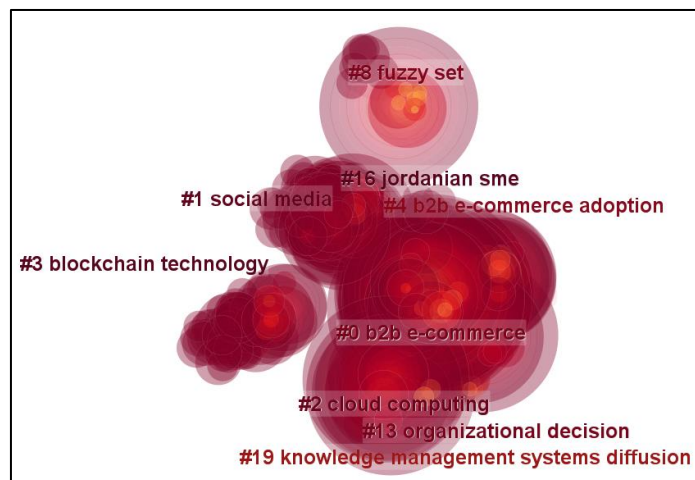 #8 fuzzy set
#16 jordanian sme
#1 social media
#4 b2b e-commerce adoption
#3 blockchain technology
#0 b2b e-commerce
#2 cloud computing
#13 organizational decision
#19 knowledge management systems diffusion